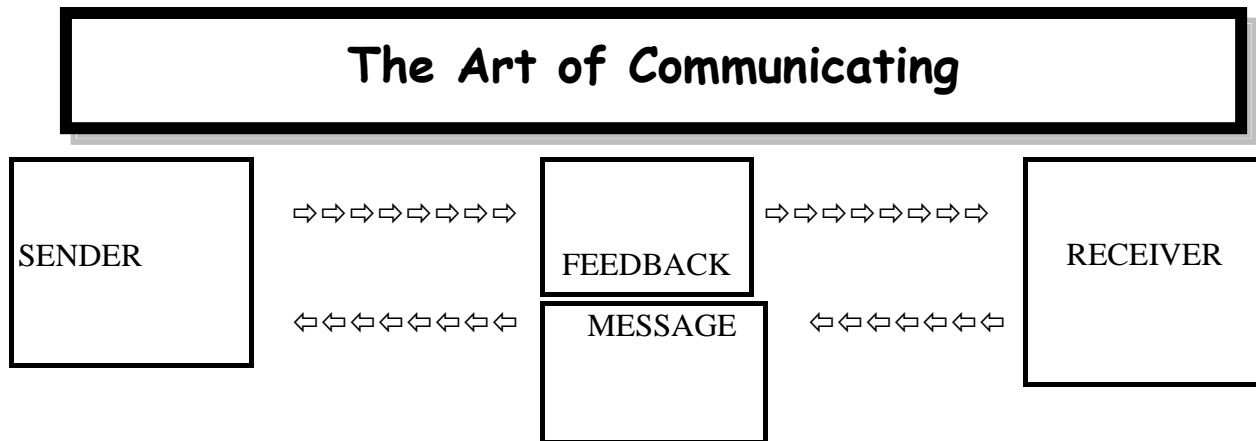 The Art of Communicating
SENDER
⇨⇨⇨⇨⇨⇨⇨⇨
FEEDBACK
⇨⇨⇨⇨⇨⇨⇨⇨
RECEIVER
⇦⇦⇦⇦⇦⇦⇦⇦
MESSAGE
⇦⇦⇦⇦⇦⇦⇦